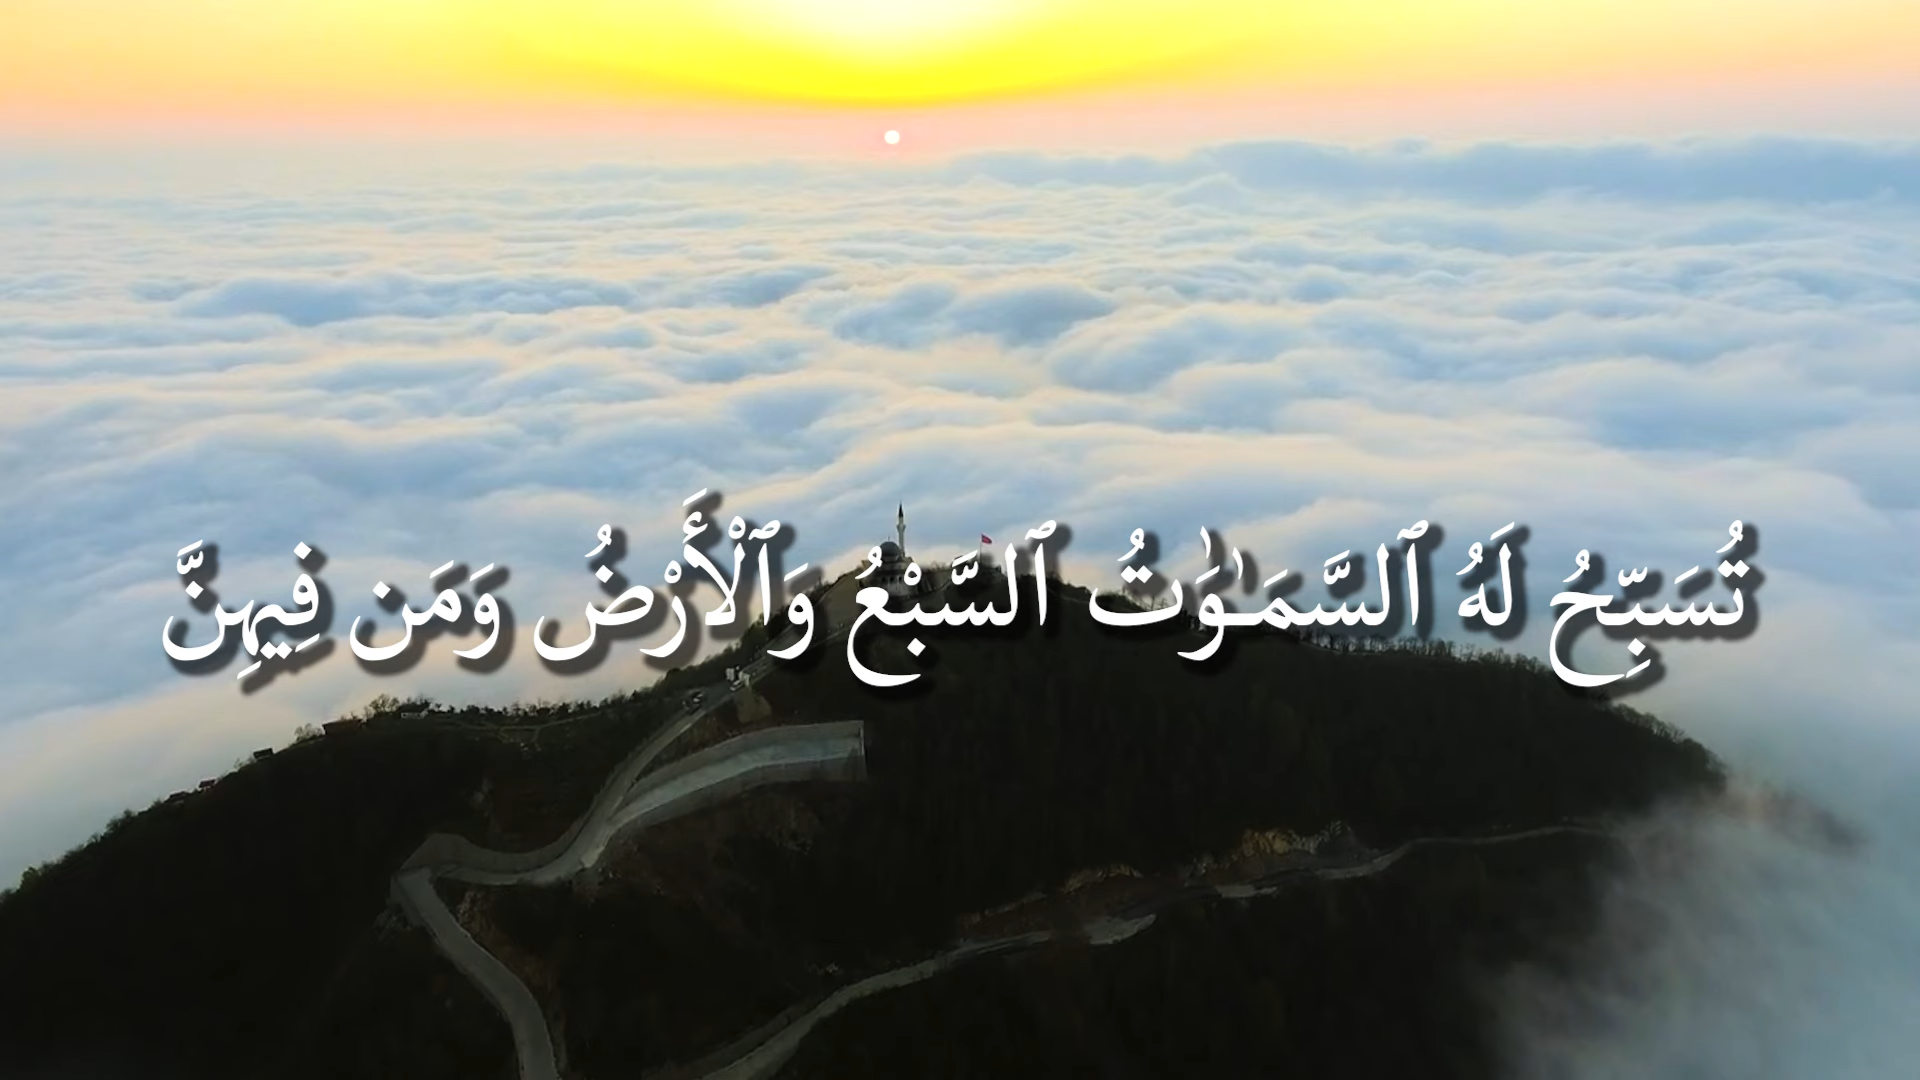 تُسَبِّحُ لَهُ ٱلسَّمَـٰوَٰتُ ٱلسَّبْعُ وَٱلْأَرْضُ وَمَن فِيهِنَّ